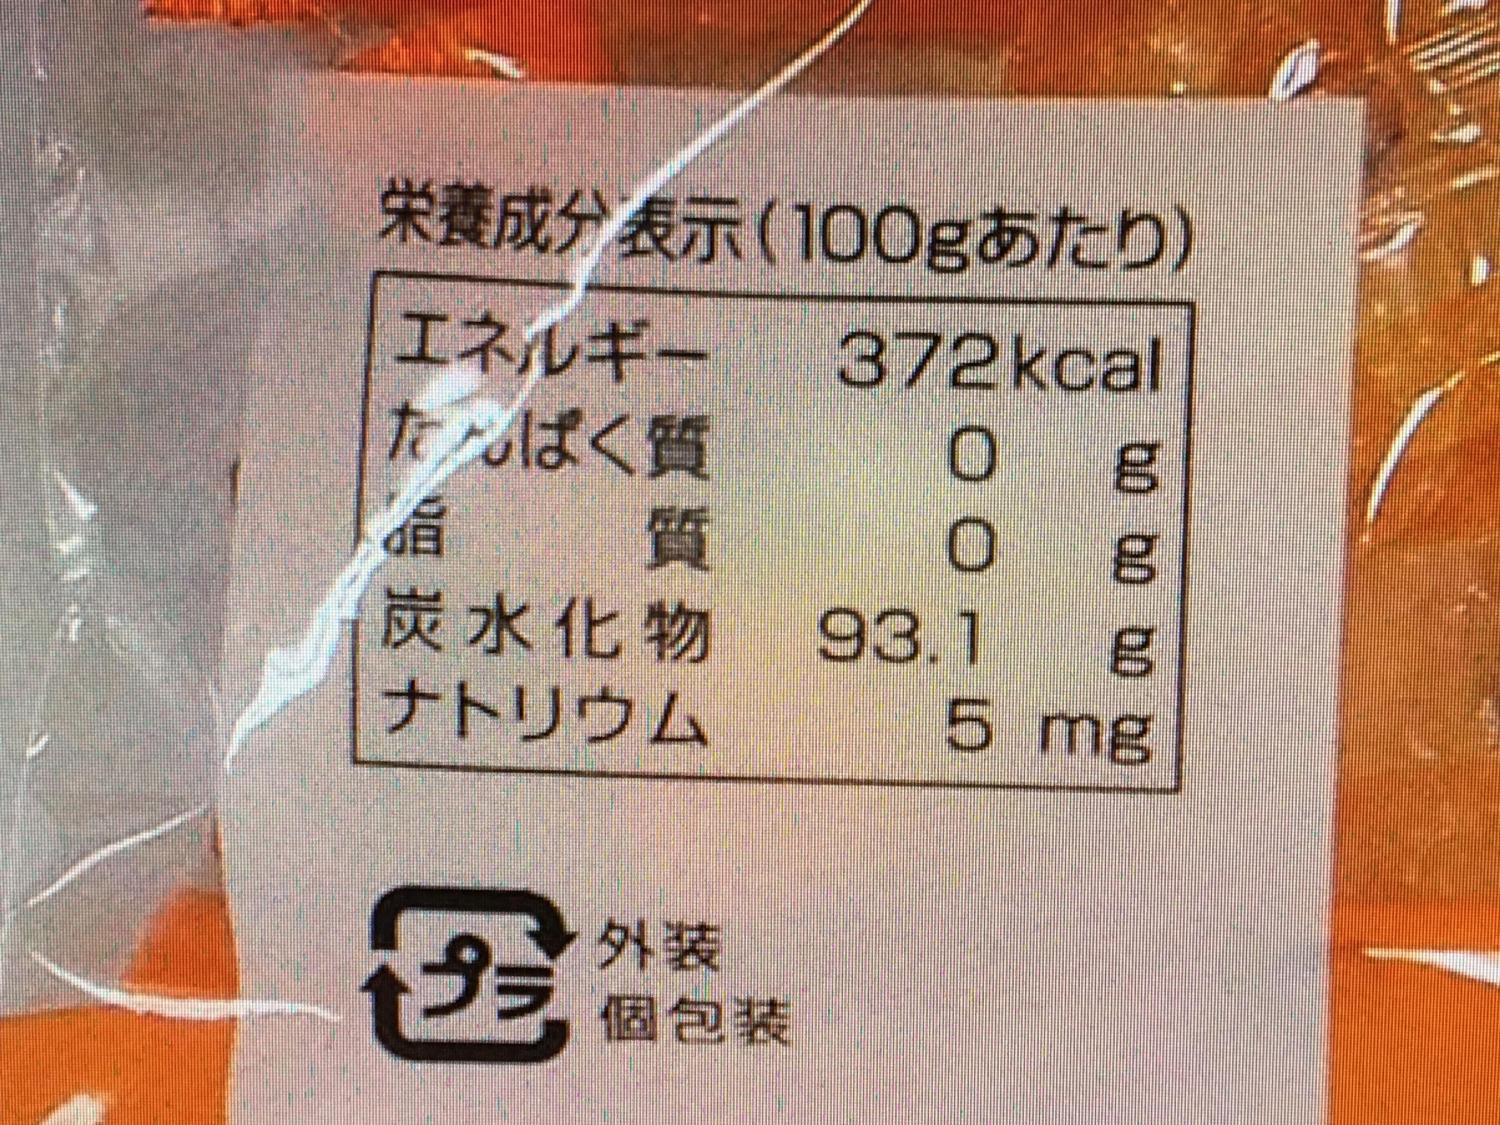 栄養成分表示(100gあたり)
エネルギー 372kcal
たんぱく質 0 g
脂質 0 g
炭水化物 93.1 g
ナトリウム 5 mg
プラ
外装
個包装